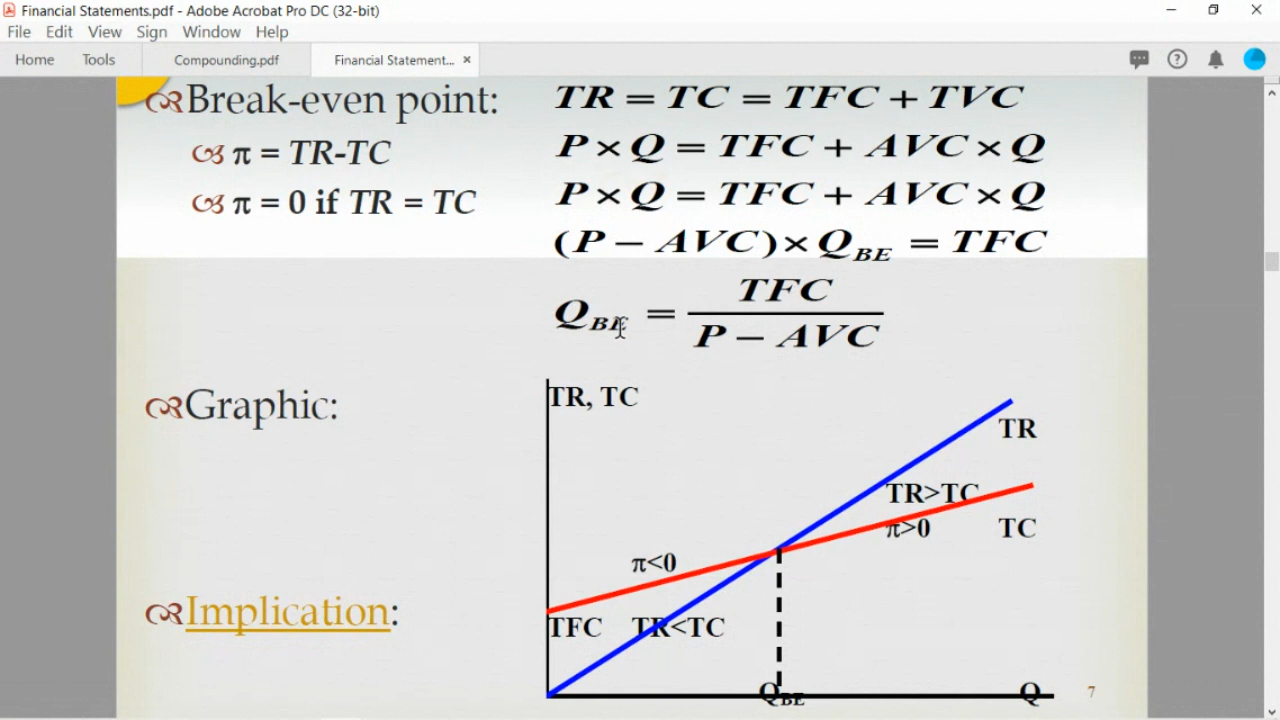 Financial Statements.pdf - Adobe Acrobat Pro DC (32-bit)
File Edit View Sign Window Help
Home Tools Compounding.pdf Financial Statement... ×
Break-even point:
π = TR-TC
π = 0 if TR = TC
TR = TC = TFC + TVC
P × Q = TFC + AVC × Q
P × Q = TFC + AVC × Q
(P − AVC) × Q_BE = TFC
Q_BE = TFC / P − AVC
Graphic:
TR, TC
TR
TR>TC
π>0 TC
π<0
TFC TR<TC
Q_BE Q
Implication:
7